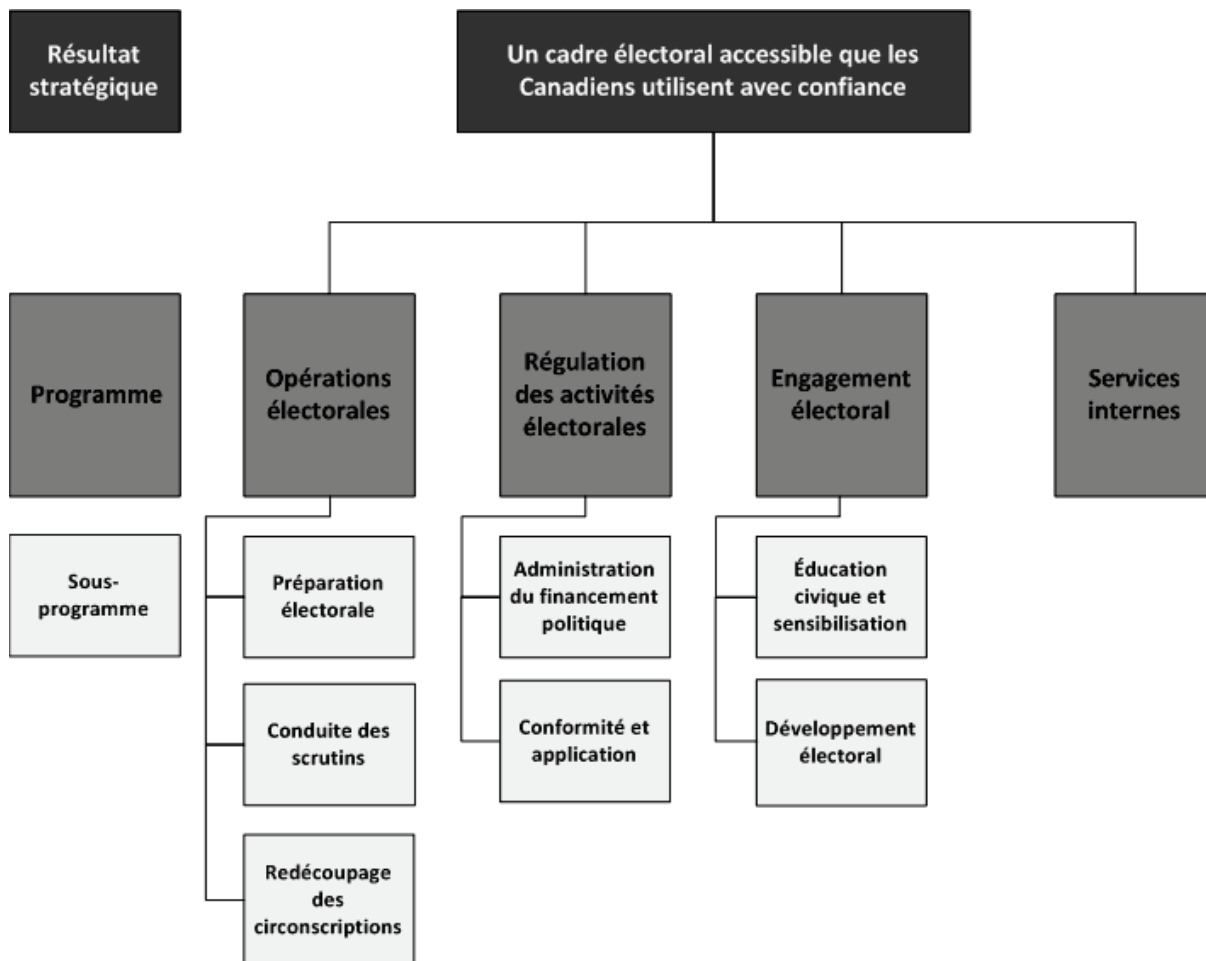 Résultat
stratégique
Un cadre électoral accessible que les
Canadiens utilisent avec confiance
Programme
Opérations
électorales
Régulation
des activités
électorales
Engagement
électoral
Services
internes
Sous-
programme
Préparation
électorale
Administration
du financement
politique
Éducation
civique et
sensibilisation
Conduite des
scrutins
Conformité et
application
Développement
électoral
Redécoupage
des
circonscriptions